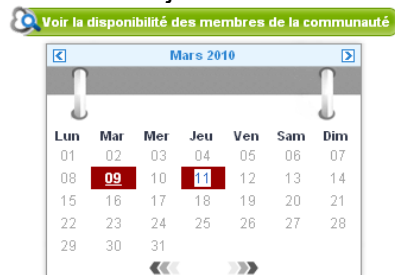 Voir la disponibilité des membres de la communauté
Mars 2010
Lun Mar Mer Jeu Ven Sam Dim
01 02 03 04 05 06 07
08 09 10 11 12 13 14
15 16 17 18 19 20 21
22 23 24 25 26 27 28
29 30 31